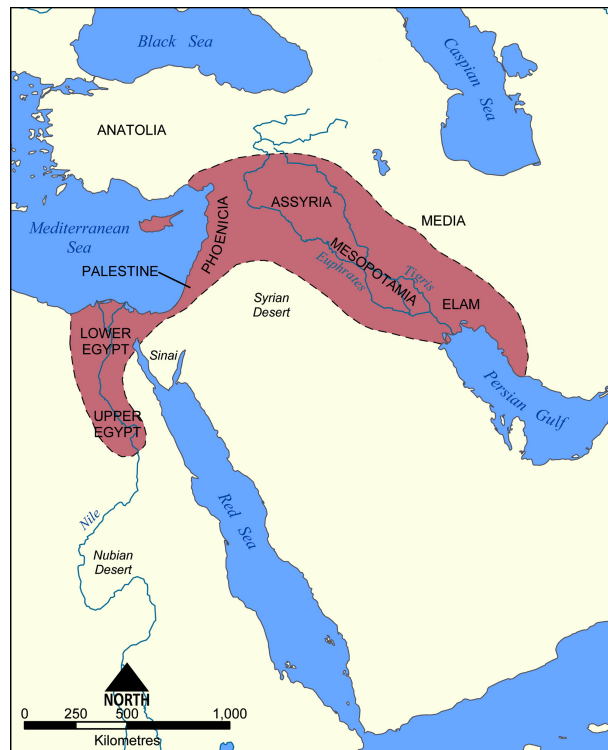 Black Sea
Caspian Sea
ANATOLIA
ASSYRIA
MEDIA
Mediterranean
Sea
PHOENICIA
MESOPOTAMIA
PALESTINE
Euphrates
Tigris
ELAM
Syrian
Desert
LOWER
EGYPT
Sinai
Persian Gulf
UPPER
EGYPT
Red Sea
Nile
Nubian
Desert
NORTH
0 250 500 1,000
Kilometres